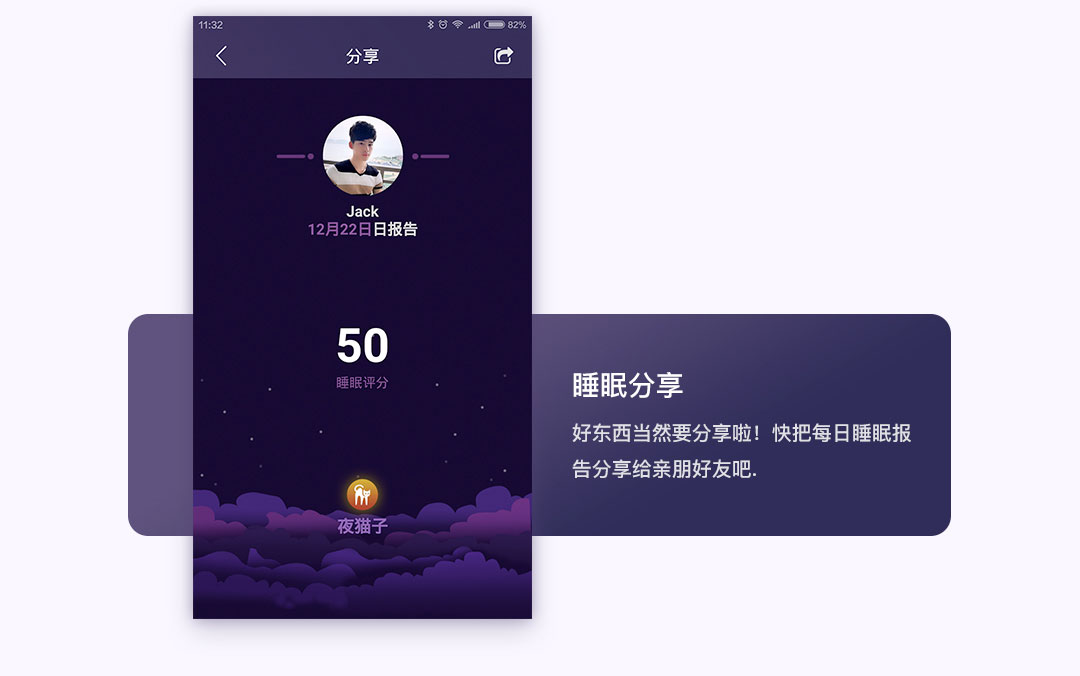 11:32
82%
分享
Jack
12月22日日报告
50
睡眠评分
夜猫子
睡眠分享
好东西当然要分享啦！快把每日睡眠报
告分享给亲朋好友吧.